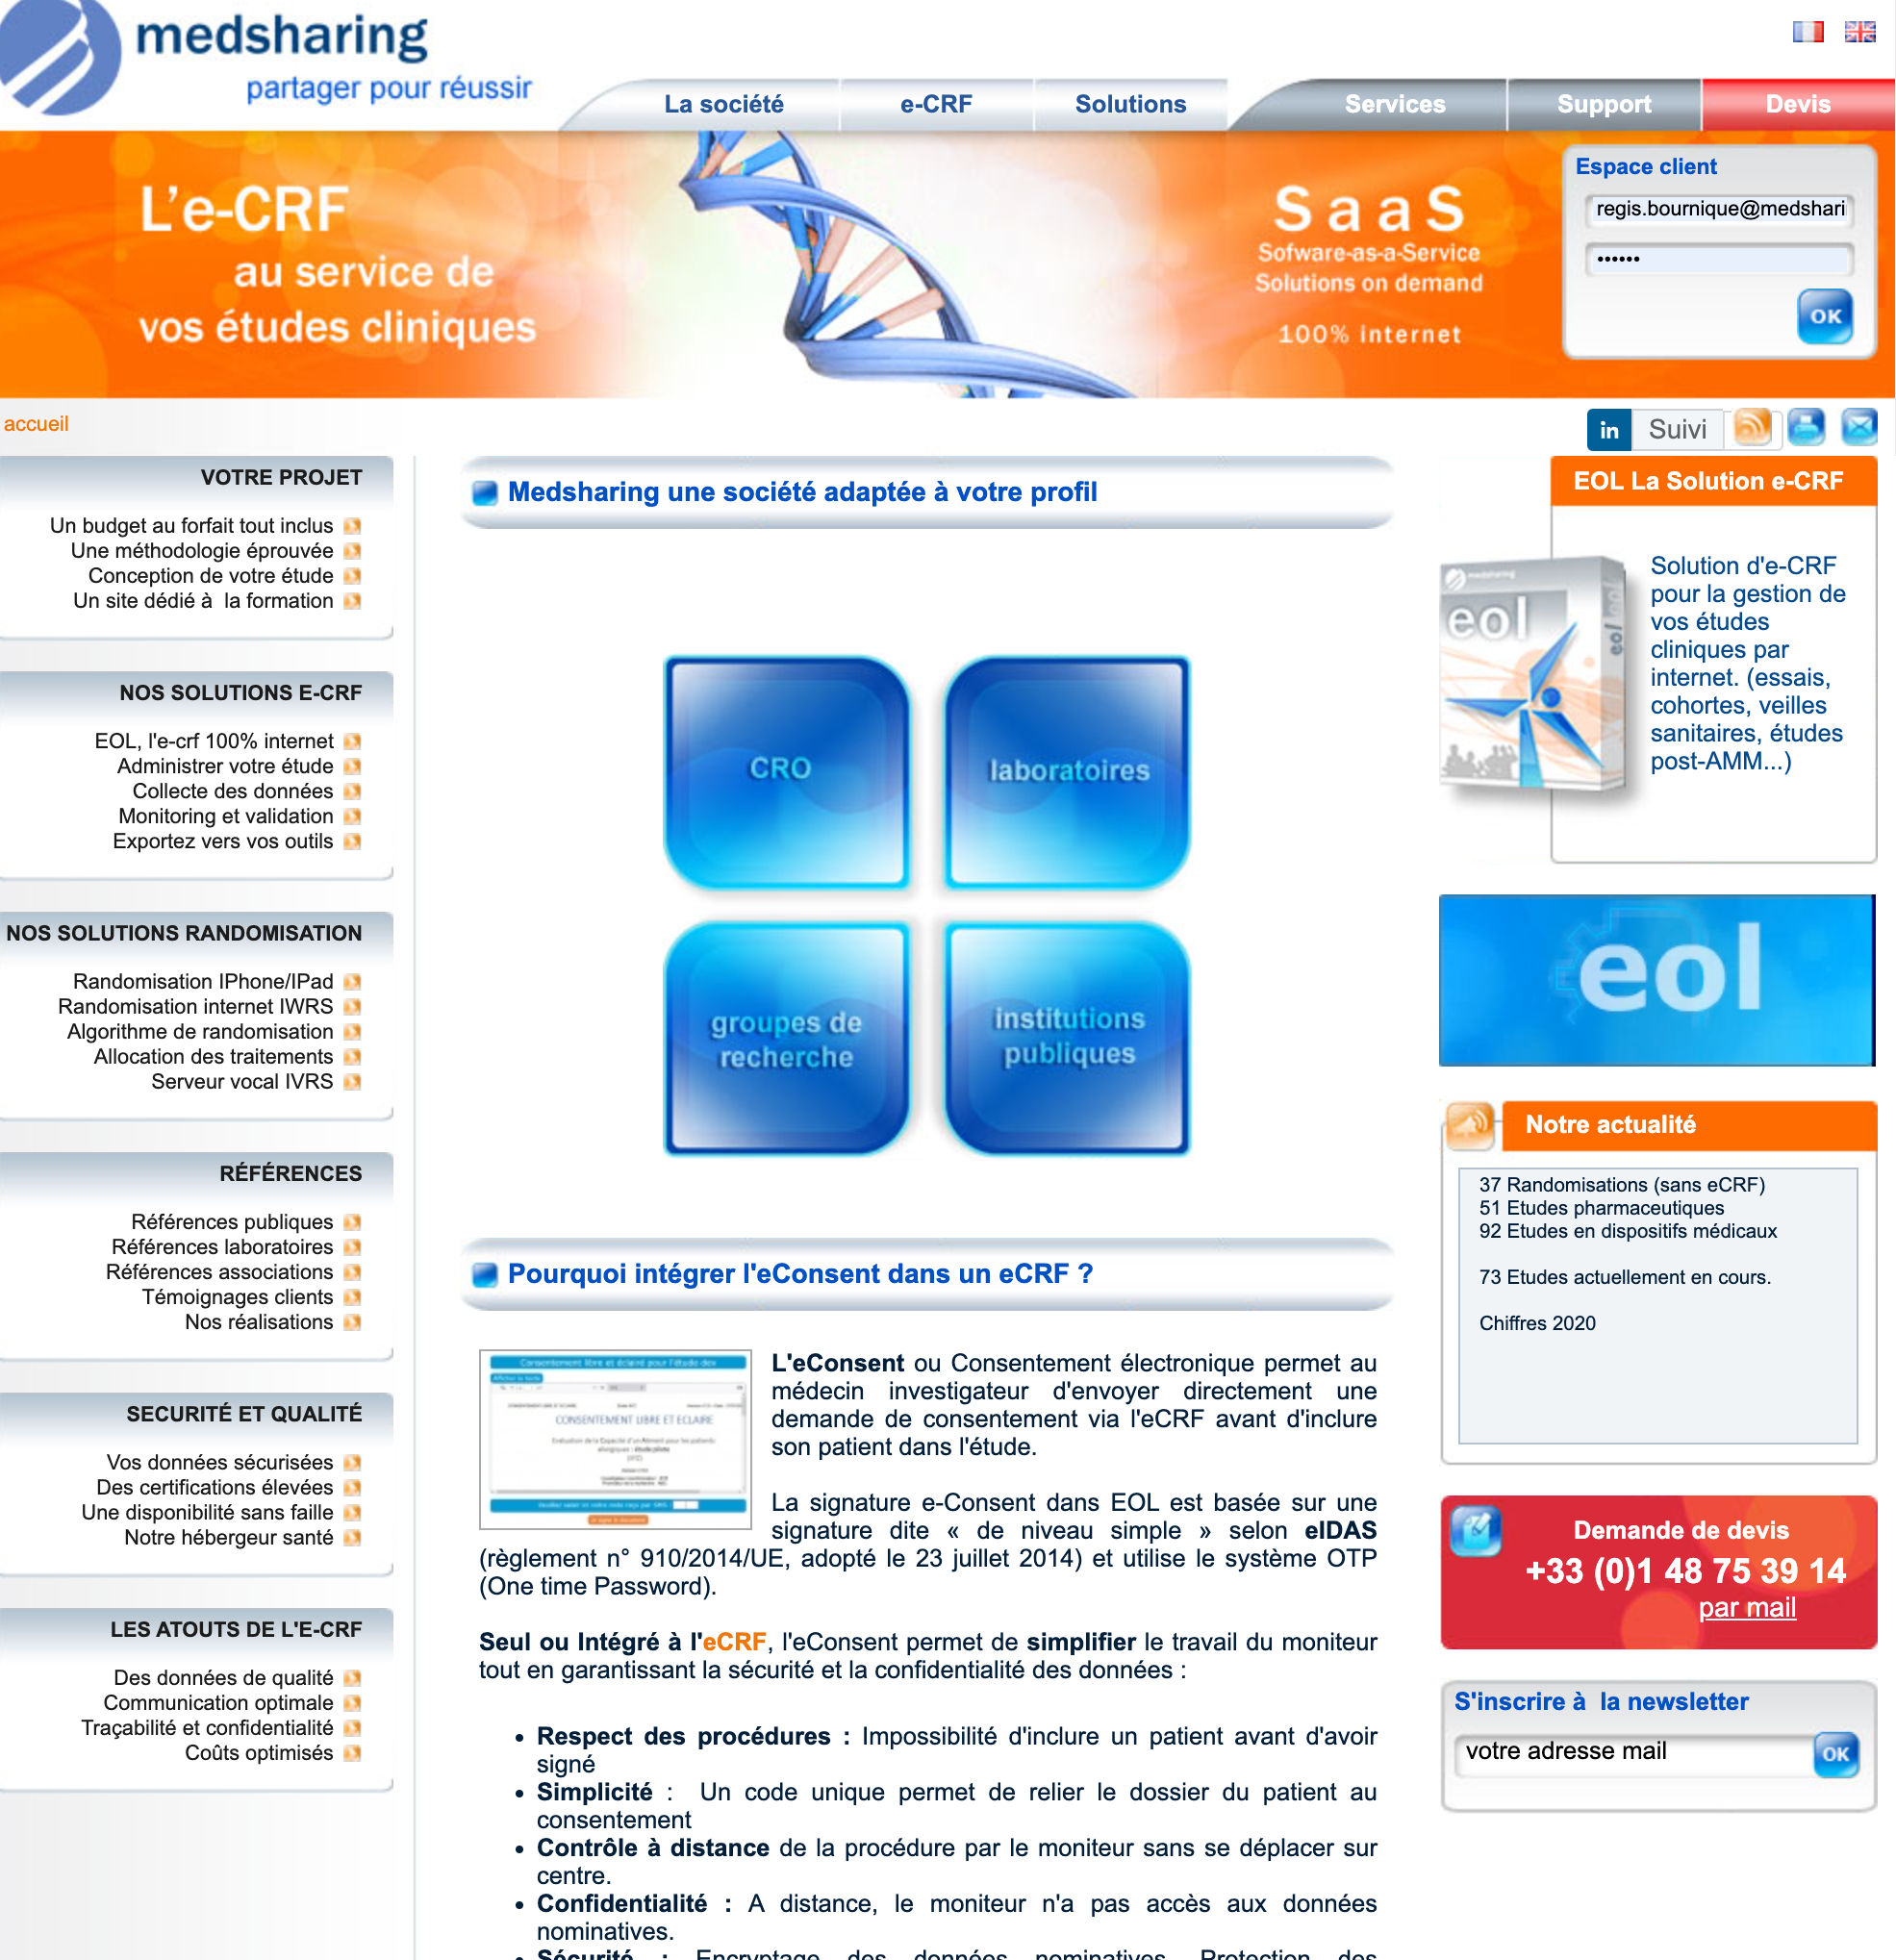 medsharing
partager pour réussir
La société
e-CRF
Solutions
Services
Support
Devis
L'e-CRF
au service de
vos études cliniques
SaaS
Sofware-as-a-Service
Solutions on demand
100% internet
Espace client
regis.bournique@medshari
••••••
OK
accueil
in Suivi
VOTRE PROJET
Un budget au forfait tout inclus
Une méthodologie éprouvée
Conception de votre étude
Un site dédié à  la formation
NOS SOLUTIONS E-CRF
EOL, l'e-crf 100% internet
Administrer votre étude
Collecte des données
Monitoring et validation
Exportez vers vos outils
NOS SOLUTIONS RANDOMISATION
Randomisation IPhone/IPad
Randomisation internet IWRS
Algorithme de randomisation
Allocation des traitements
Serveur vocal IVRS
RÉFÉRENCES
Références publiques
Références laboratoires
Références associations
Témoignages clients
Nos réalisations
SECURITÉ ET QUALITÉ
Vos données sécurisées
Des certifications élevées
Une disponibilité sans faille
Notre hébergeur santé
LES ATOUTS DE L'E-CRF
Des données de qualité
Communication optimale
Traçabilité et confidentialité
Coûts optimisés
Medsharing une société adaptée à votre profil
CRO
laboratoires
groupes de
recherche
institutions
publiques
Pourquoi intégrer l'eConsent dans un eCRF ?
Consentement libre et éclairé pour l'étude dev
CONSENTEMENT LIBRE ET ECLAIRE
L'eConsent ou Consentement électronique permet au
médecin investigateur d'envoyer directement une
demande de consentement via l'eCRF avant d'inclure
son patient dans l'étude.
La signature e-Consent dans EOL est basée sur une
signature dite « de niveau simple » selon eIDAS
(règlement n° 910/2014/UE, adopté le 23 juillet 2014) et utilise le système OTP
(One time Password).
Seul ou Intégré à l'eCRF, l'eConsent permet de simplifier le travail du moniteur
tout en garantissant la sécurité et la confidentialité des données :
• Respect des procédures : Impossibilité d'inclure un patient avant d'avoir
signé
• Simplicité :  Un code unique permet de relier le dossier du patient au
consentement
• Contrôle à distance de la procédure par le moniteur sans se déplacer sur
centre.
• Confidentialité : A distance, le moniteur n'a pas accès aux données
nominatives.
• Sécurité : Encryptage des données nominatives. Protection des
EOL La Solution e-CRF
medsharing
eol
eol
Solution d'e-CRF
pour la gestion de
vos études
cliniques par
internet. (essais,
cohortes, veilles
sanitaires, études
post-AMM...)
eol
Notre actualité
37 Randomisations (sans eCRF)
51 Etudes pharmaceutiques
92 Etudes en dispositifs médicaux
73 Etudes actuellement en cours.
Chiffres 2020
Demande de devis
+33 (0)1 48 75 39 14
par mail
S'inscrire à  la newsletter
votre adresse mail
OK